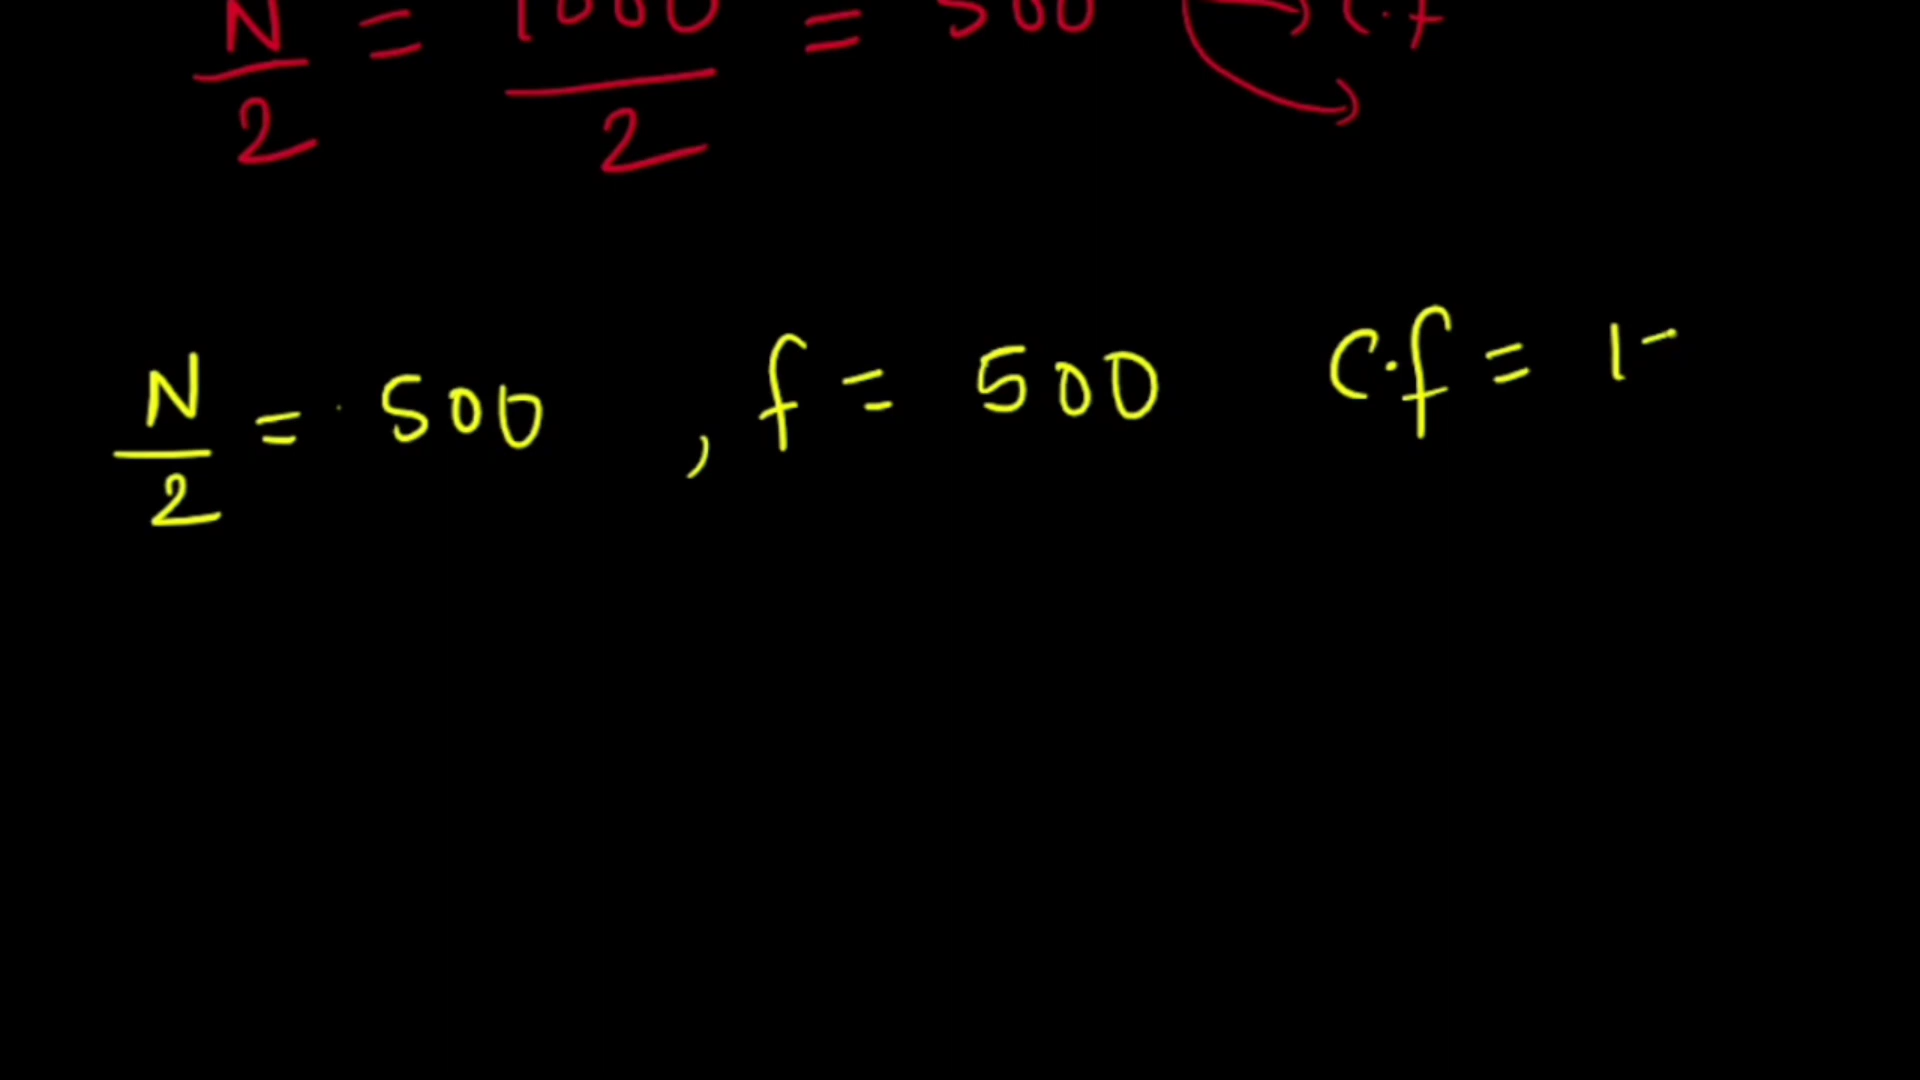 N/2 = 1000/2 = 500 → c.f
N/2 = 500 , f = 500 C.f = 1